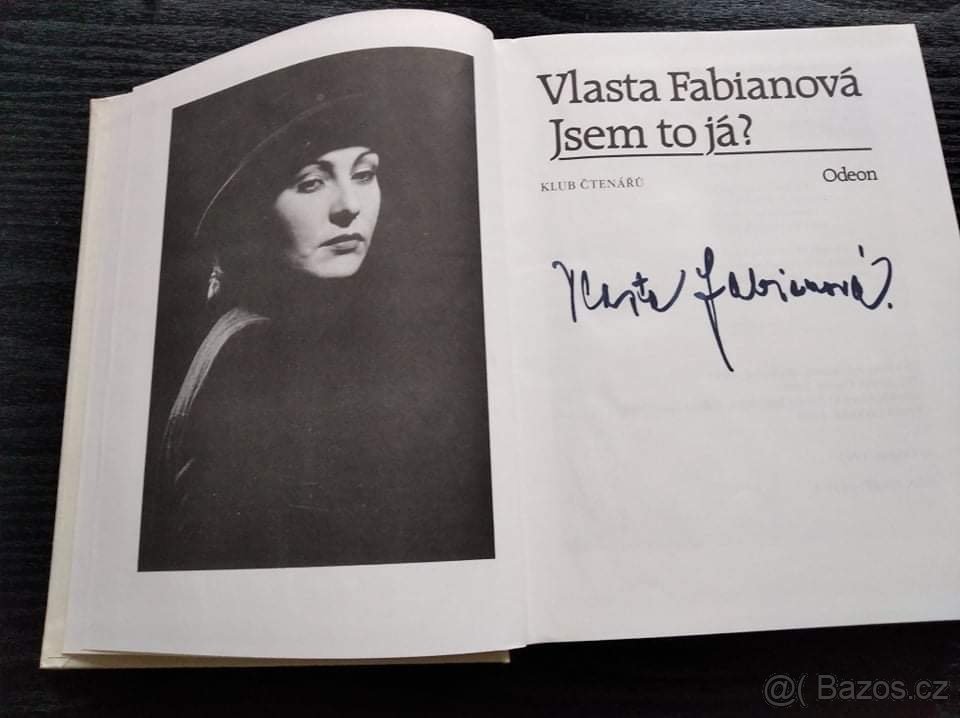 Vlasta Fabianová
Jsem to já?
KLUB ČTENÁŘŮ
Odeon
Vlasta Fabianová.
@( Bazos.cz